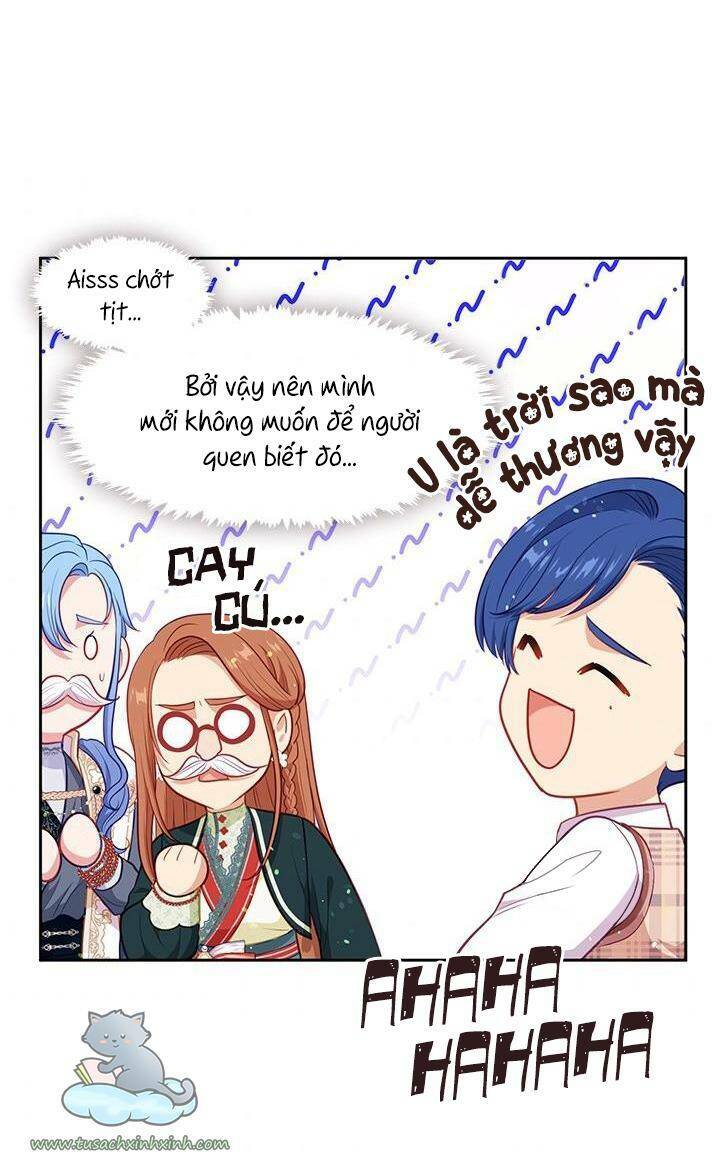 Aisss chớt
tịt...
Bởi vậy nên mình
mới không muốn để người
quen biết đó...
U là trời sao mà
dễ thương vậy
CAY,
CÚ...
AHAHA
HAHAHA
www.tusachxinhxinh.com